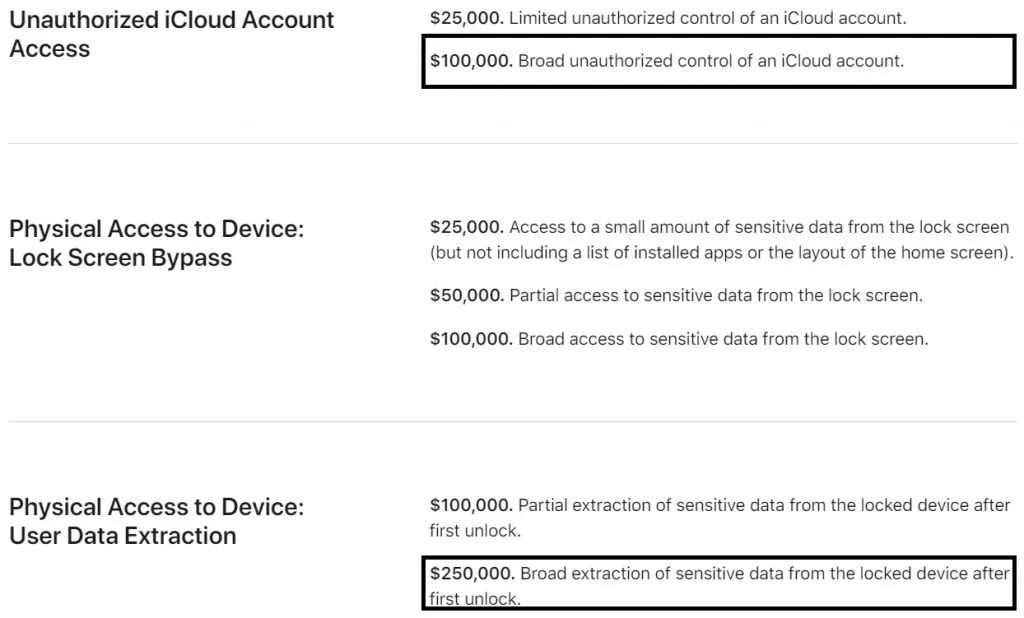 Unauthorized iCloud Account
Access
$25,000. Limited unauthorized control of an iCloud account.
$100,000. Broad unauthorized control of an iCloud account.
Physical Access to Device:
Lock Screen Bypass
$25,000. Access to a small amount of sensitive data from the lock screen
(but not including a list of installed apps or the layout of the home screen).
$50,000. Partial access to sensitive data from the lock screen.
$100,000. Broad access to sensitive data from the lock screen.
Physical Access to Device:
User Data Extraction
$100,000. Partial extraction of sensitive data from the locked device after
first unlock.
$250,000. Broad extraction of sensitive data from the locked device after
first unlock.